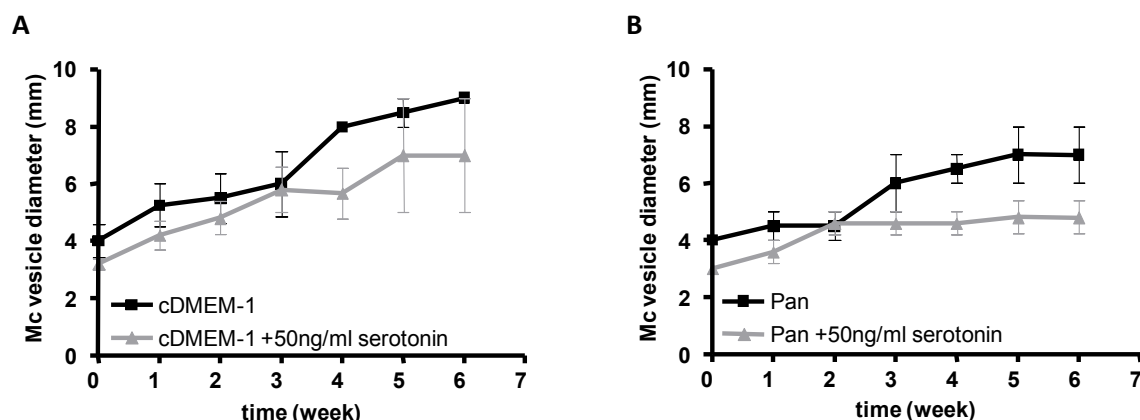 A
Mc vesicle diameter (mm)
10
8
6
4
2
0
cDMEM-1
cDMEM-1 +50ng/ml serotonin
0 1 2 3 4 5 6 7
time (week)
B
Mc vesicle diameter (mm)
10
8
6
4
2
0
Pan
Pan +50ng/ml serotonin
0 1 2 3 4 5 6 7
time (week)